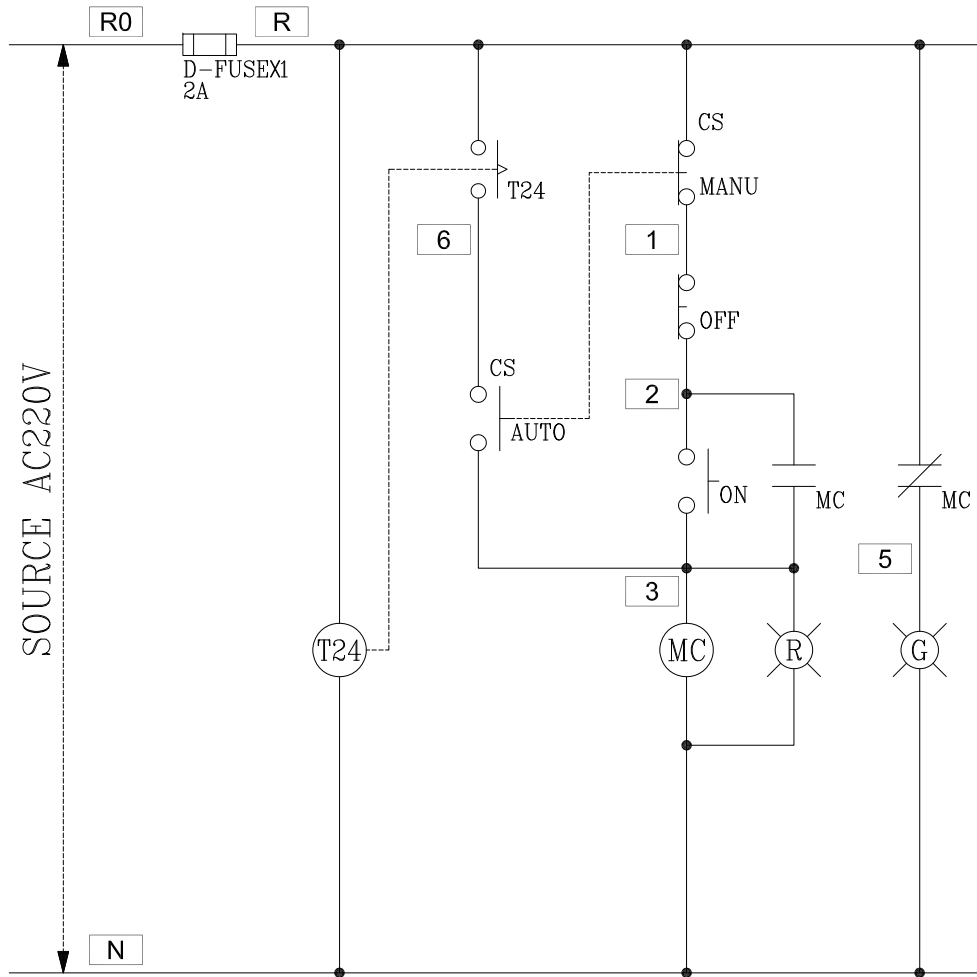 R0
R
D-FUSEX1
2A
CS
MANU
T24
6
1
OFF
CS
AUTO
2
ON
MC
MC
5
3
SOURCE AC220V
T24
MC
R
G
N